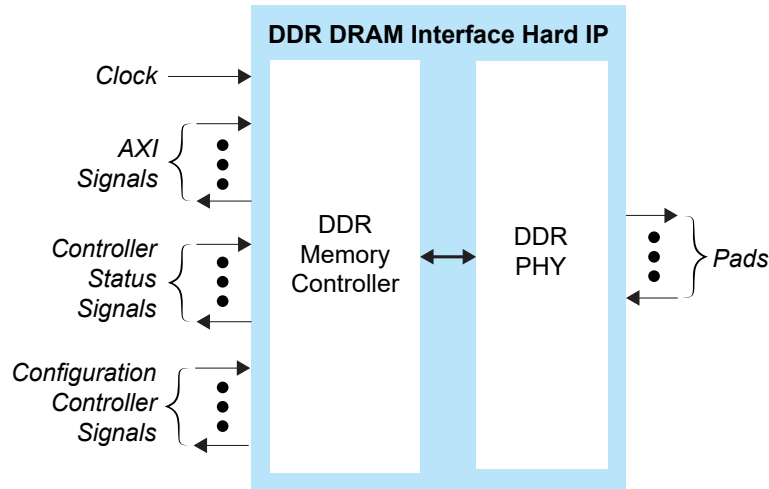 DDR DRAM Interface Hard IP
Clock
AXI
Signals
Controller
Status
Signals
Configuration
Controller
Signals
DDR
Memory
Controller
DDR
PHY
Pads